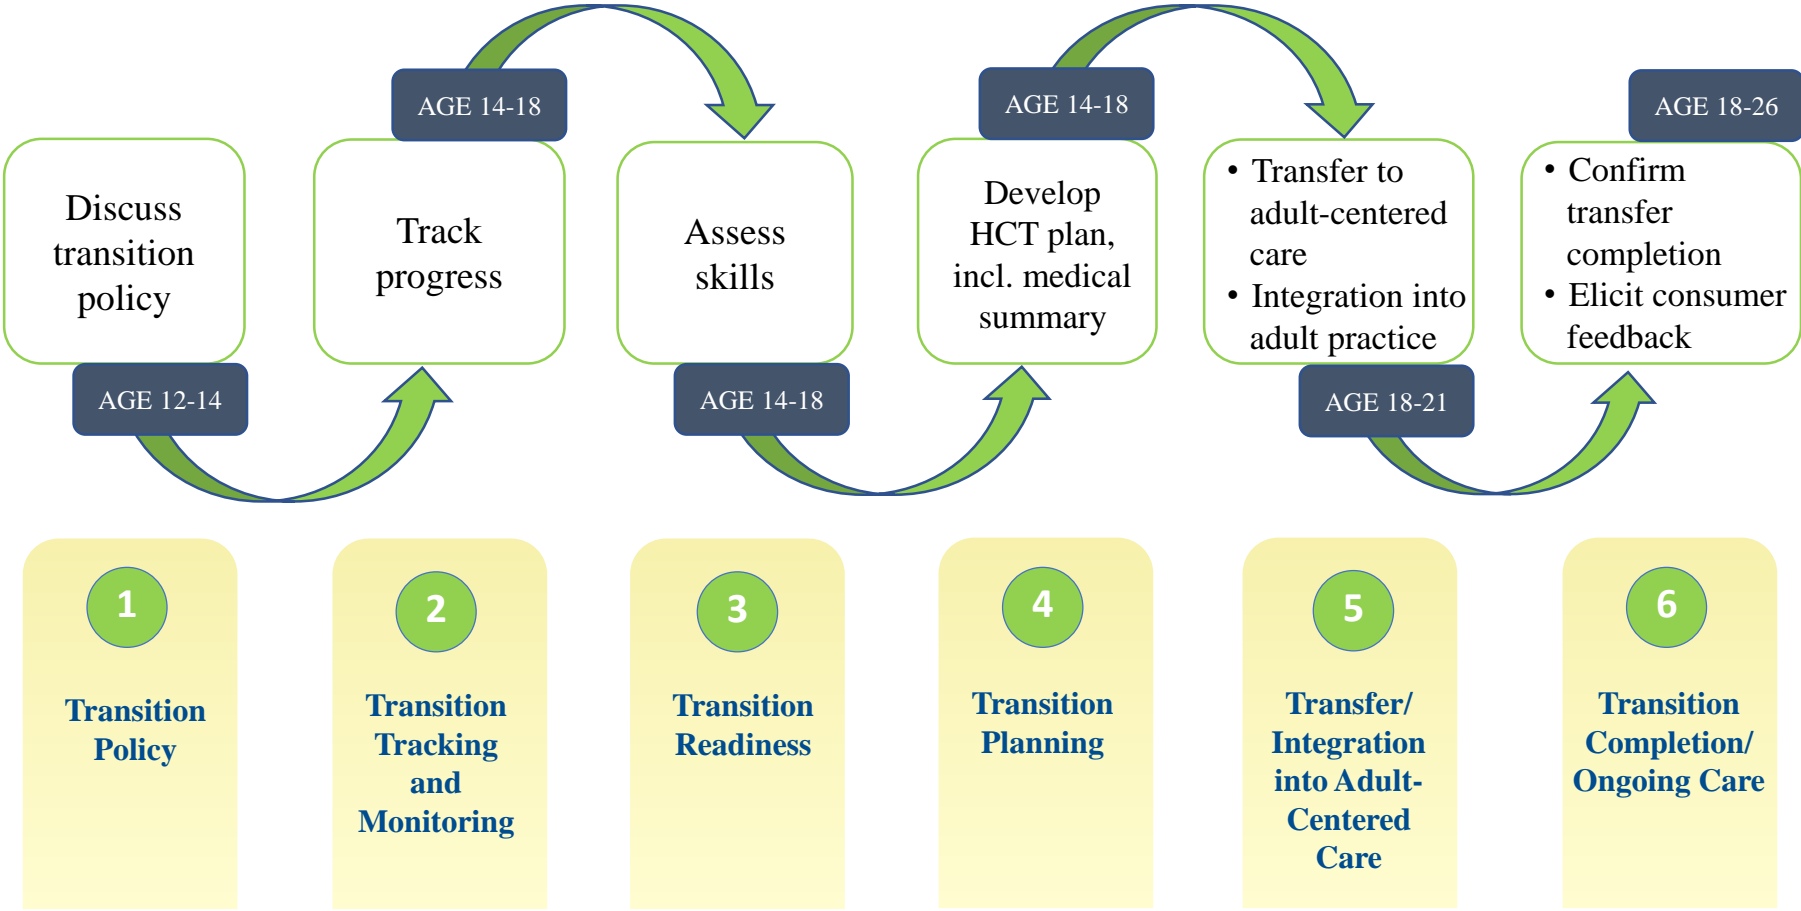 AGE 14-18
AGE 14-18
AGE 18-26
Discuss
transition
policy
Track
progress
Assess
skills
Develop
HCT plan,
incl. medical
summary
• Transfer to
adult-centered
care
• Integration into
adult practice
• Confirm
transfer
completion
• Elicit consumer
feedback
AGE 12-14
AGE 14-18
AGE 18-21
1
Transition
Policy
2
Transition
Tracking
and
Monitoring
3
Transition
Readiness
4
Transition
Planning
5
Transfer/
Integration
into Adult-
Centered
Care
6
Transition
Completion/
Ongoing Care